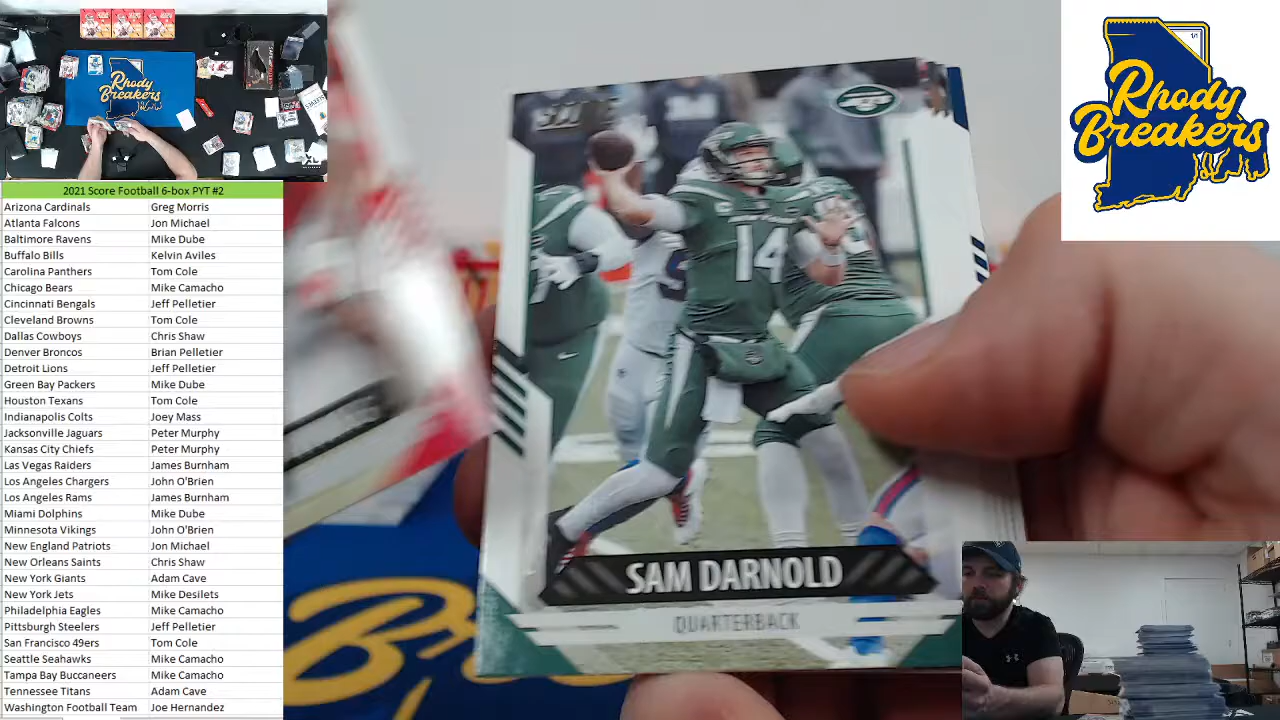 Rhody
Breakers
2021 Score Football 6-box PYT #2
Arizona Cardinals Greg Morris
Atlanta Falcons Jon Michael
Baltimore Ravens Mike Dube
Buffalo Bills Kelvin Aviles
Carolina Panthers Tom Cole
Chicago Bears Mike Camacho
Cincinnati Bengals Jeff Pelletier
Cleveland Browns Tom Cole
Dallas Cowboys Chris Shaw
Denver Broncos Brian Pelletier
Detroit Lions Jeff Pelletier
Green Bay Packers Mike Dube
Houston Texans Tom Cole
Indianapolis Colts Joey Mass
Jacksonville Jaguars Peter Murphy
Kansas City Chiefs Peter Murphy
Las Vegas Raiders James Burnham
Los Angeles Chargers John O'Brien
Los Angeles Rams James Burnham
Miami Dolphins Mike Dube
Minnesota Vikings John O'Brien
New England Patriots Jon Michael
New Orleans Saints Chris Shaw
New York Giants Adam Cave
New York Jets Mike Desilets
Philadelphia Eagles Mike Camacho
Pittsburgh Steelers Jeff Pelletier
San Francisco 49ers Tom Cole
Seattle Seahawks Mike Camacho
Tampa Bay Buccaneers Mike Camacho
Tennessee Titans Adam Cave
Washington Football Team Joe Hernandez
14
SAM DARNOLD
QUARTERBACK
1/1
Rhody
Breakers